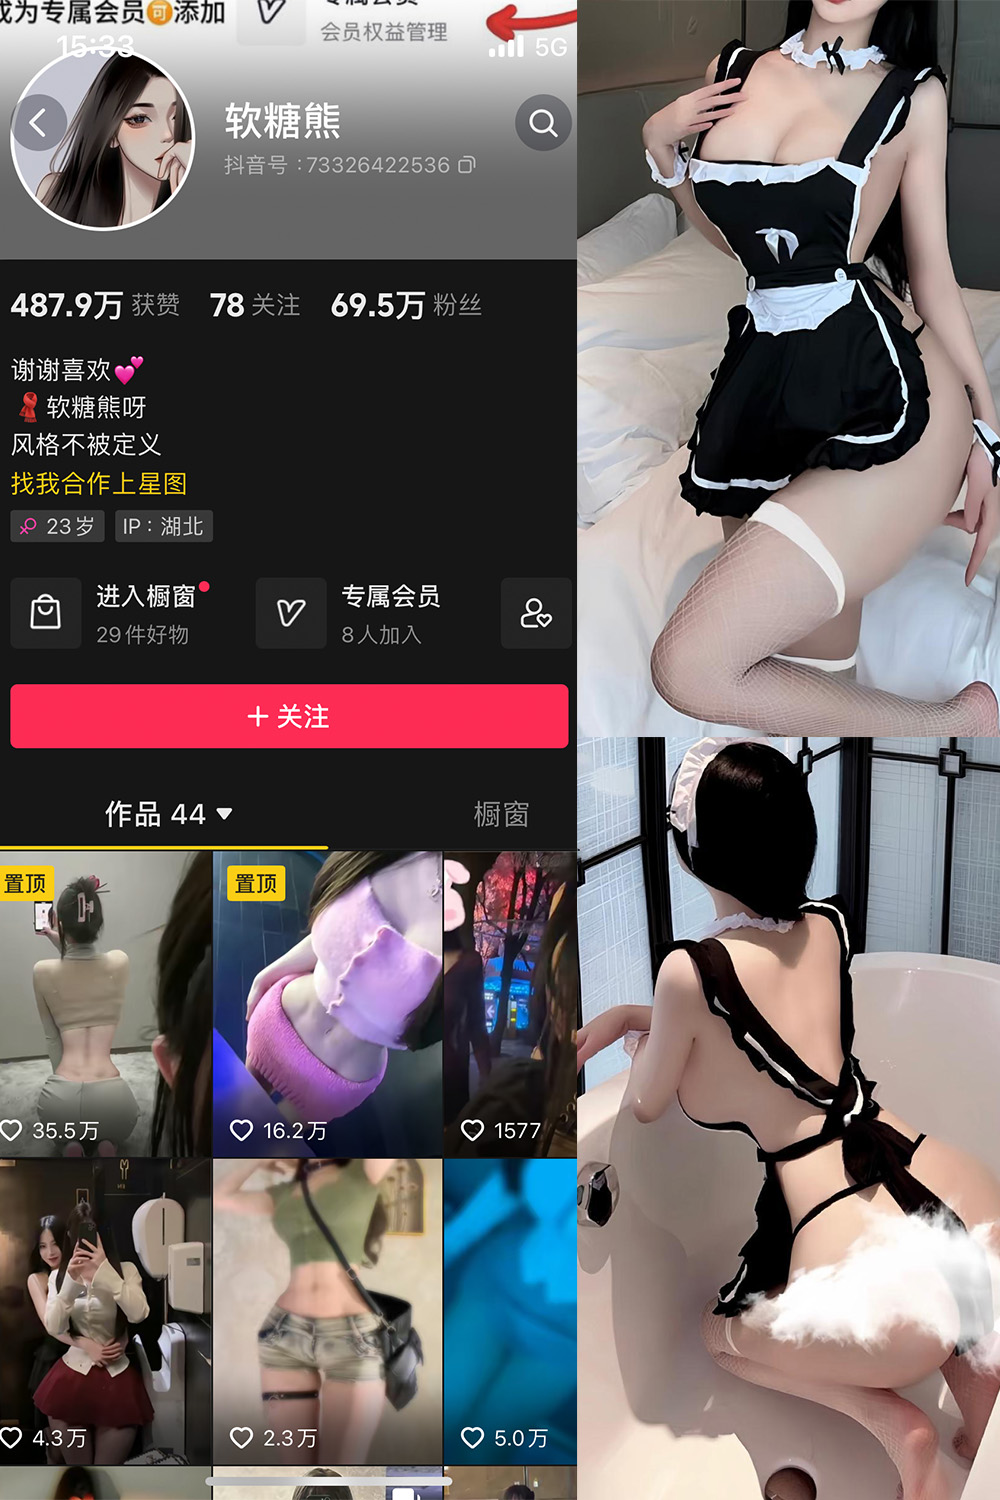 成为专属会员可添加
会员权益管理
15:33
5G
软糖熊
抖音号：73326422536
487.9万 获赞 78 关注 69.5万 粉丝
谢谢喜欢
软糖熊呀
风格不被定义
找我合作上星图
23岁 IP：湖北
进入橱窗
29件好物
专属会员
8人加入
+ 关注
作品 44
橱窗
置顶
置顶
35.5万
16.2万
1577
4.3万
2.3万
5.0万